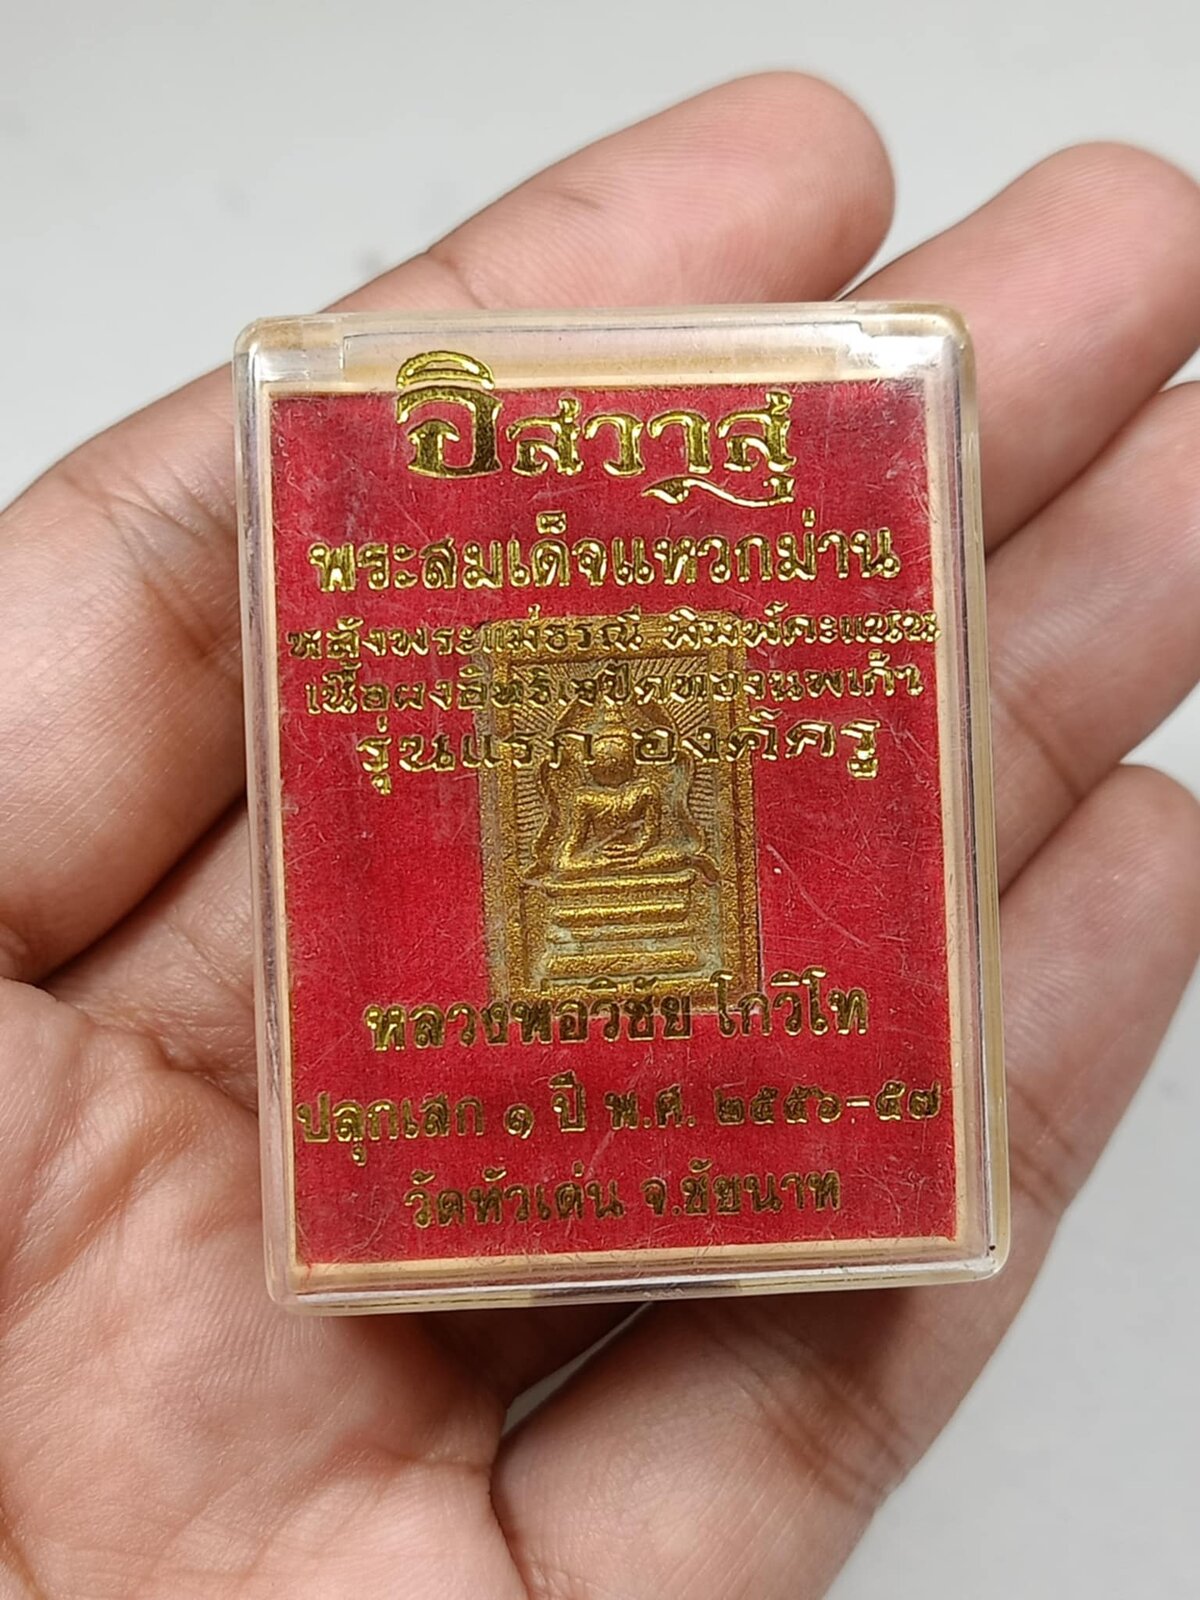 อิสวาสุ
พระสมเด็จแหวกม่าน
หลังพระแม่ธรณี พิมพ์คะแนน
เนื้อผงอิทธิเจปิดทองนพเก้า
รุ่นแรก องค์ครู
หลวงพ่อวิชัย โกวิโท
ปลุกเสก ๑ ปี พ.ศ. ๒๕๕๖-๕๗
วัดหัวเด่น จ.ชัยนาท